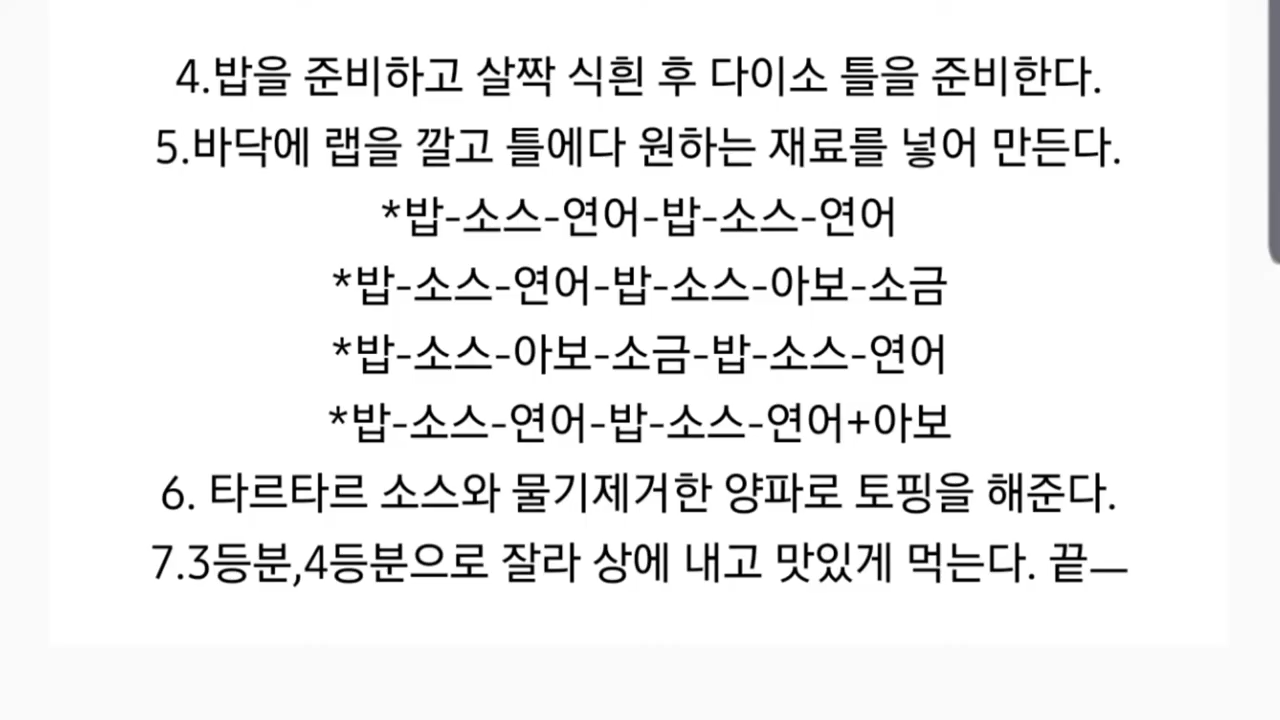 4.밥을 준비하고 살짝 식힌 후 다이소 틀을 준비한다.
5.바닥에 랩을 깔고 틀에다 원하는 재료를 넣어 만든다.
*밥-소스-연어-밥-소스-연어
*밥-소스-연어-밥-소스-아보-소금
*밥-소스-아보-소금-밥-소스-연어
*밥-소스-연어-밥-소스-연어+아보
6. 타르타르 소스와 물기제거한 양파로 토핑을 해준다.
7.3등분,4등분으로 잘라 상에 내고 맛있게 먹는다. 끝—